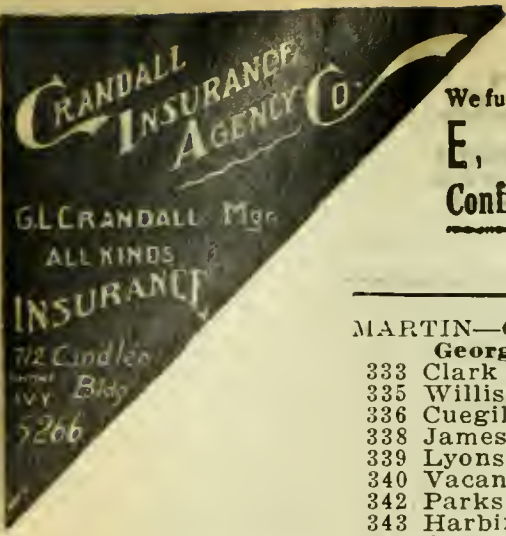 CRANDALL
INSURANCE
AGENCY CO.
G.L CRANDALL Mgr.
ALL KINDS
INSURANCE
712 Candler
IVY Bldg
5266
We fu
E,
Conf
MARTIN—
Georg
333 Clark
335 Willis
336 Cuegil
338 James
339 Lyons
340 Vacan
342 Parks
343 Harbi